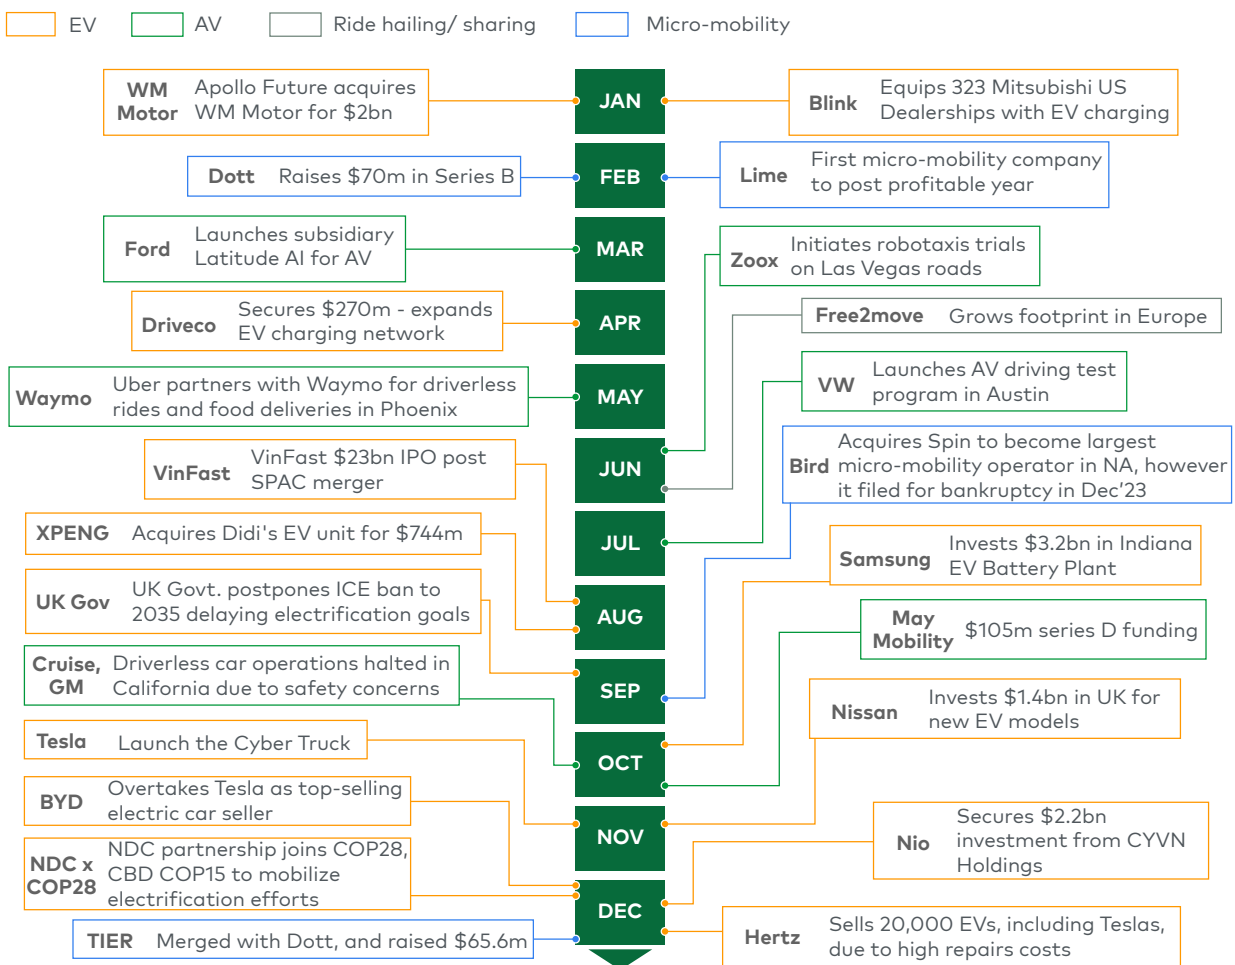 EV
AV
Ride hailing/ sharing
Micro-mobility
WM
Motor
Apollo Future acquires
WM Motor for $2bn
JAN
Blink
Equips 323 Mitsubishi US
Dealerships with EV charging
Dott
Raises $70m in Series B
FEB
Lime
First micro-mobility company
to post profitable year
Ford
Launches subsidiary
Latitude AI for AV
MAR
Zoox
Initiates robotaxis trials
on Las Vegas roads
Driveco
Secures $270m - expands
EV charging network
APR
Free2move
Grows footprint in Europe
Waymo
Uber partners with Waymo for driverless
rides and food deliveries in Phoenix
MAY
VW
Launches AV driving test
program in Austin
VinFast
VinFast $23bn IPO post
SPAC merger
JUN
Bird
Acquires Spin to become largest
micro-mobility operator in NA, however
it filed for bankruptcy in Dec'23
XPENG
Acquires Didi's EV unit for $744m
JUL
Samsung
Invests $3.2bn in Indiana
EV Battery Plant
UK Gov
UK Govt. postpones ICE ban to
2035 delaying electrification goals
AUG
May
Mobility
$105m series D funding
Cruise,
GM
Driverless car operations halted in
California due to safety concerns
SEP
Nissan
Invests $1.4bn in UK for
new EV models
Tesla
Launch the Cyber Truck
OCT
BYD
Overtakes Tesla as top-selling
electric car seller
NOV
Nio
Secures $2.2bn
investment from CYVN
Holdings
NDC x
COP28
NDC partnership joins COP28,
CBD COP15 to mobilize
electrification efforts
DEC
TIER
Merged with Dott, and raised $65.6m
Hertz
Sells 20,000 EVs, including Teslas,
due to high repairs costs